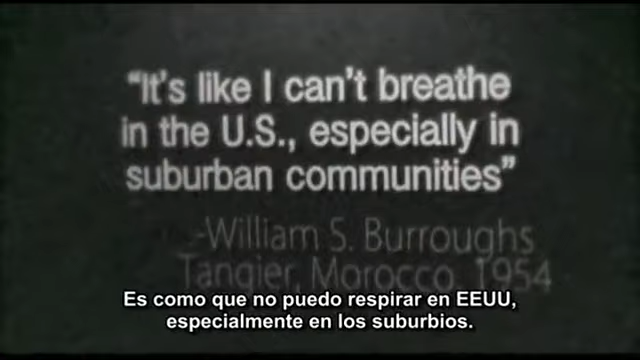 “It's like I can't breathe
in the U.S., especially in
suburban communities”
-William S. Burroughs
Tangier, Morocco, 1954
Es como que no puedo respirar en EEUU,
especialmente en los suburbios.